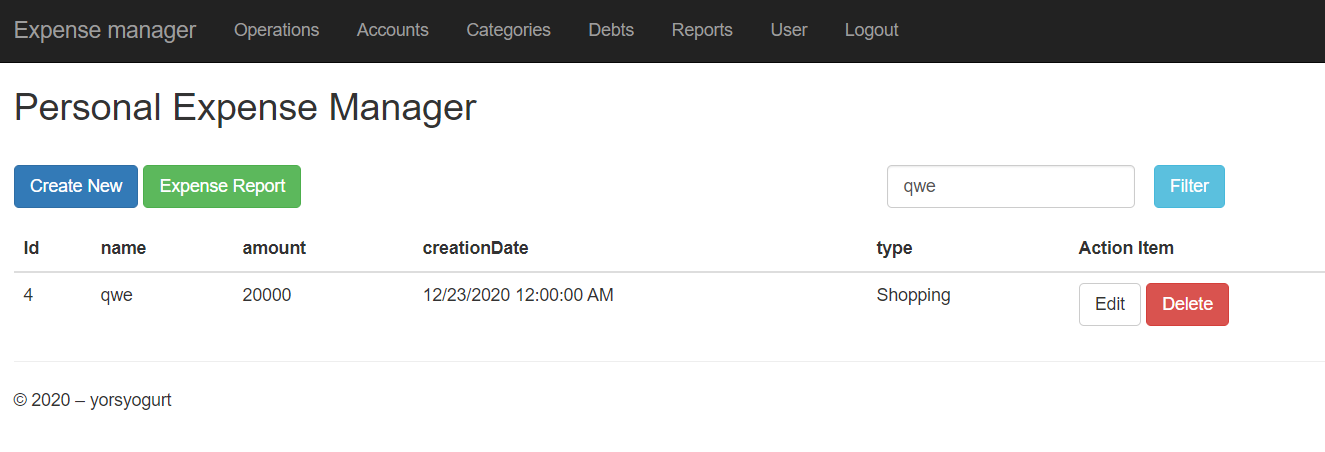 Expense manager Operations Accounts Categories Debts Reports User Logout
Personal Expense Manager
Create New Expense Report qwe Filter
Id name amount creationDate type Action Item
4 qwe 20000 12/23/2020 12:00:00 AM Shopping Edit Delete
© 2020 – yorsyogurt